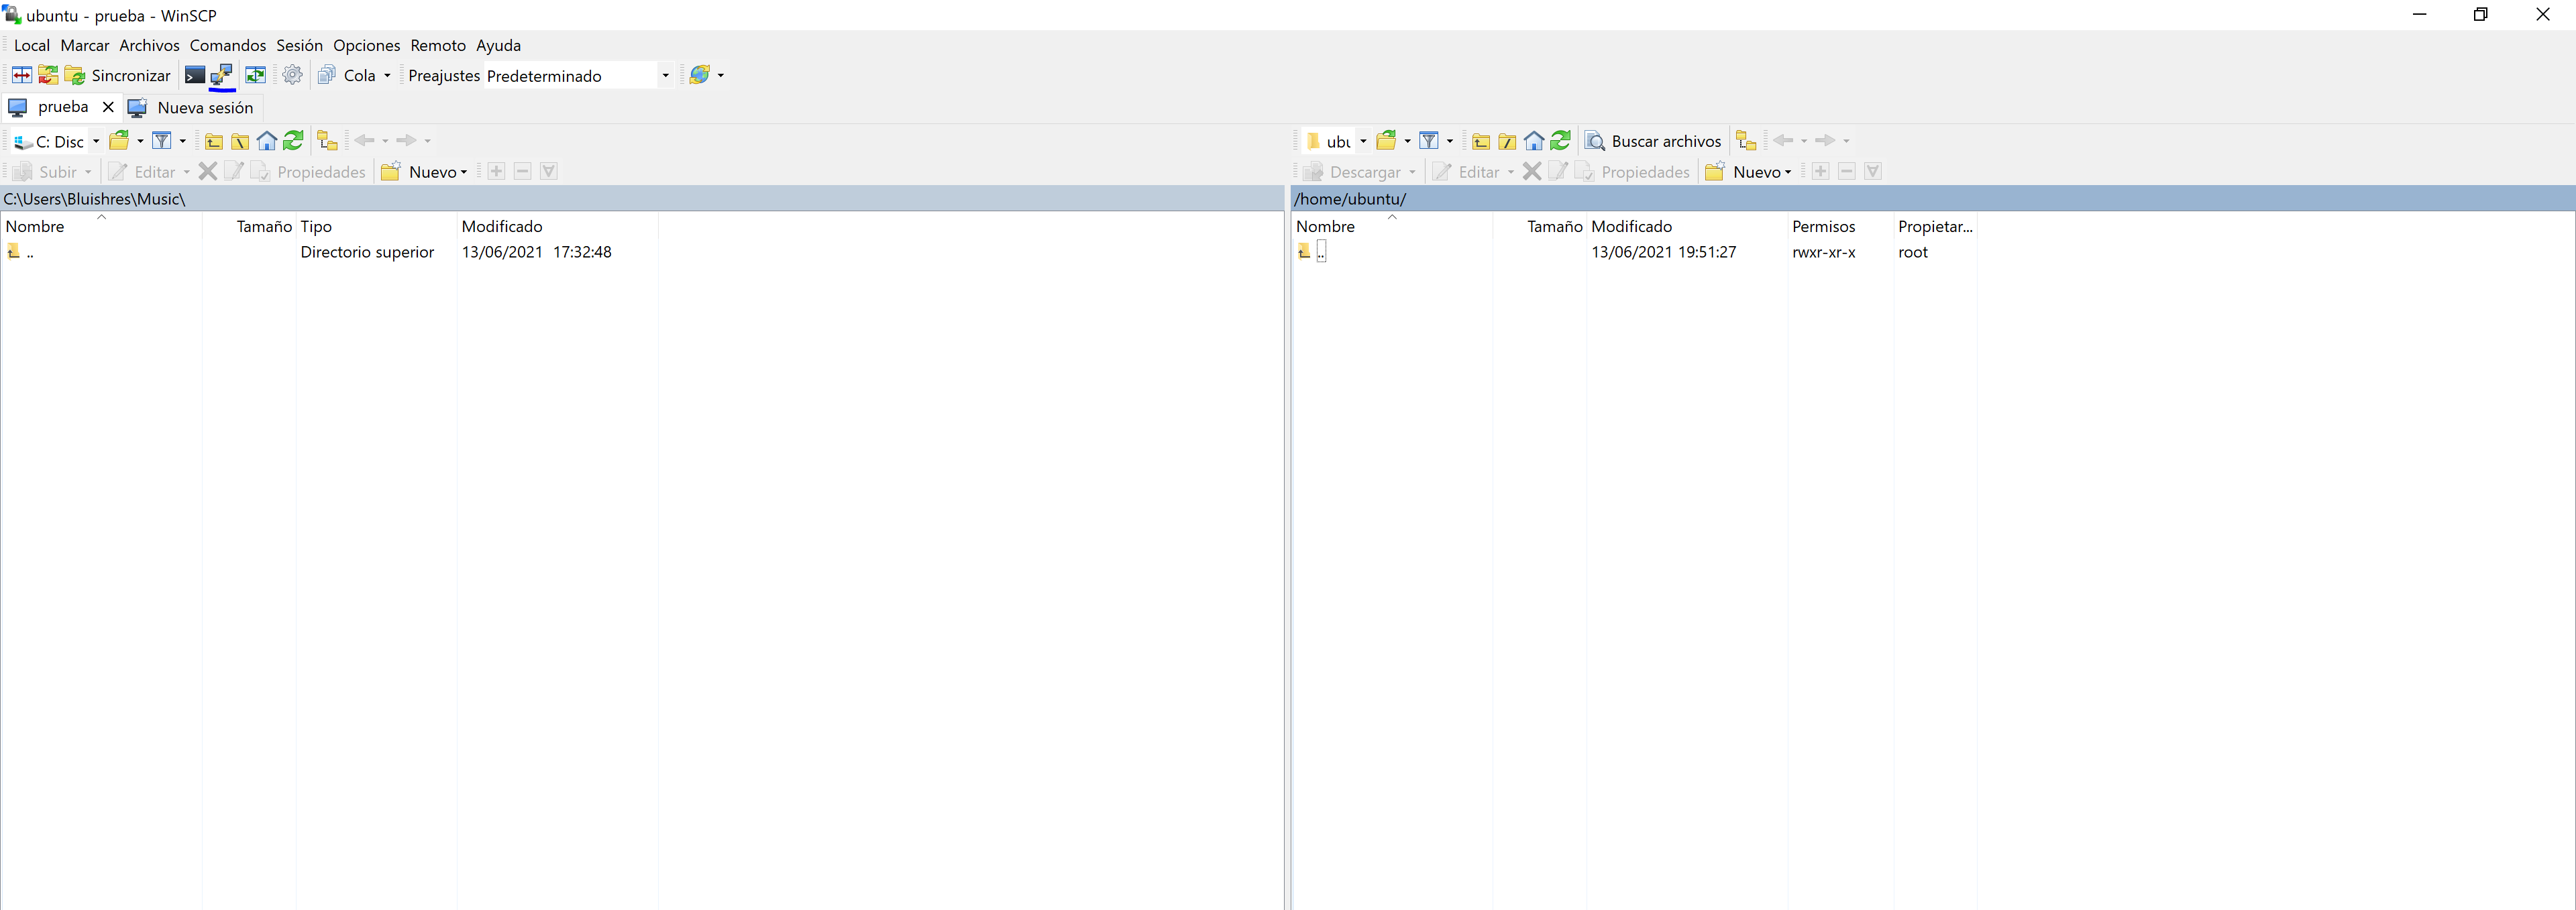 ubuntu - prueba - WinSCP
Local Marcar Archivos Comandos Sesión Opciones Remoto Ayuda
Sincronizar Cola Preajustes Predeterminado
prueba Nueva sesión
C: Disc
Subir Editar Propiedades Nuevo
C:\Users\Bluishres\Music\
Nombre Tamaño Tipo Modificado
.. Directorio superior 13/06/2021 17:32:48
ubu Buscar archivos
Descargar Editar Propiedades Nuevo
/home/ubuntu/
Nombre Tamaño Modificado Permisos Propietar...
.. 13/06/2021 19:51:27 rwxr-xr-x root